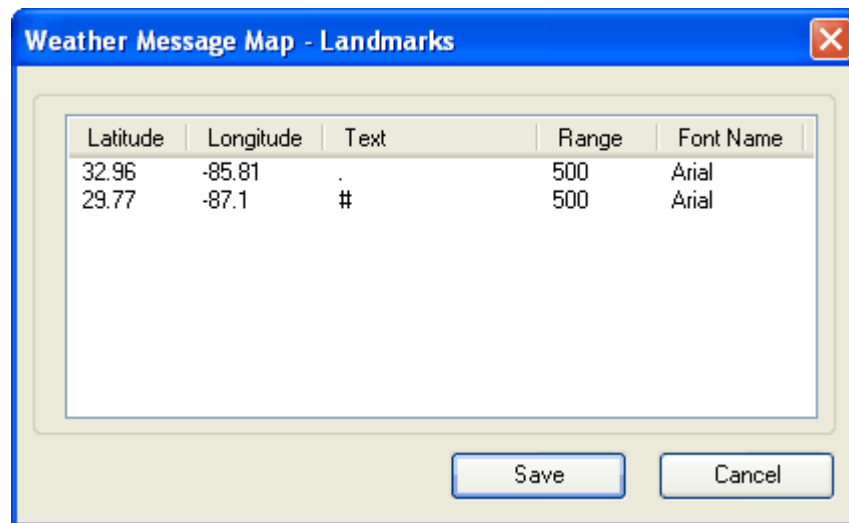 Weather Message Map - Landmarks
Latitude Longitude Text Range Font Name
32.96 -85.81 . 500 Arial
29.77 -87.1 # 500 Arial
Save Cancel